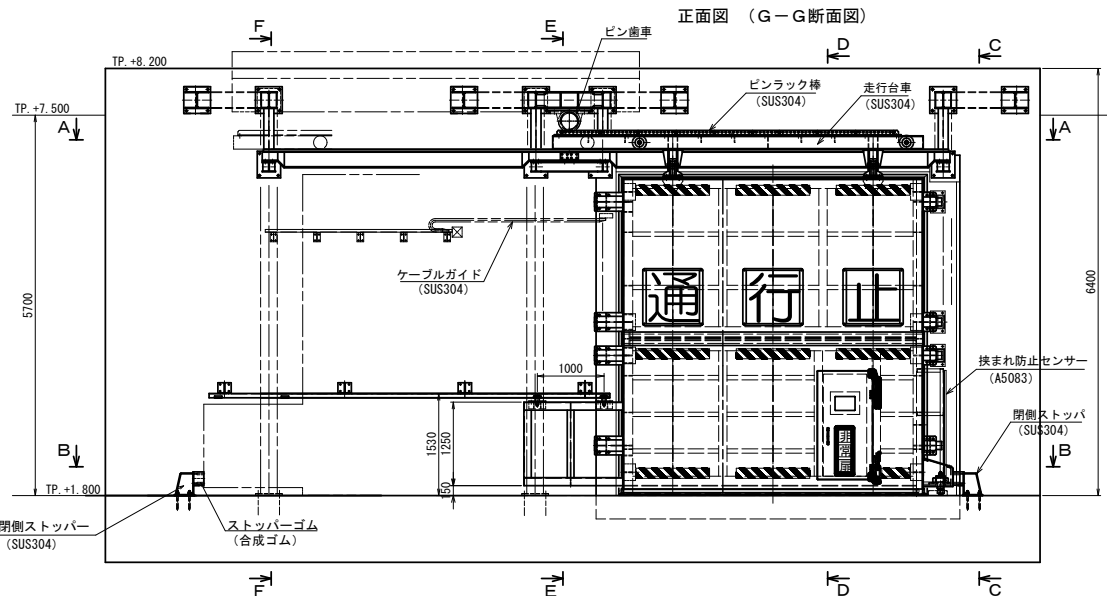 正面図 (G-G断面図)
F
E
ピン歯車
D
C
TP.+8.200
ピンラック棒
(SUS304)
走行台車
(SUS304)
TP.+7.500
A
A
ケーブルガイド
(SUS304)
通 行 止
5700
6400
挟まれ防止センサー
(A5083)
1000
閉側ストッパ
(SUS304)
1530
1250
150
非常扉
B
B
TP.+1.800
閉側ストッパー
(SUS304)
ストッパーゴム
(合成ゴム)
F
E
D
C